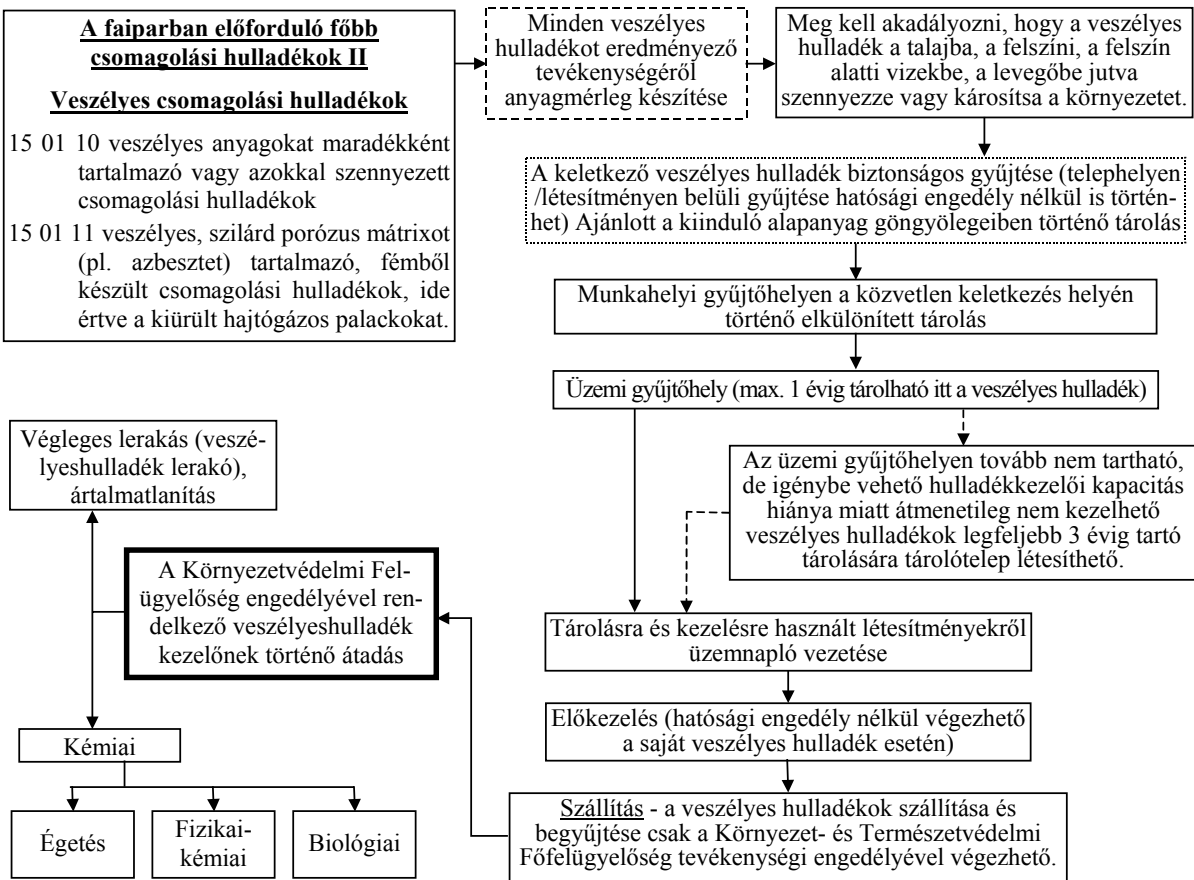 A faiparban előforduló főbb
csomagolási hulladékok II
Veszélyes csomagolási hulladékok
15 01 10 veszélyes anyagokat maradékként
tartalmazó vagy azokkal szennyezett
csomagolási hulladékok
15 01 11 veszélyes, szilárd porózus mátrixot
(pl. azbesztet) tartalmazó, fémből
készült csomagolási hulladékok, ide
értve a kiürült hajtógázos palackokat.
Minden veszélyes
hulladékot eredményező
tevékenységéről
anyagmérleg készítése
Meg kell akadályozni, hogy a veszélyes
hulladék a talajba, a felszíni, a felszín
alatti vizekbe, a levegőbe jutva
szennyezze vagy károsítsa a környezetet.
A keletkező veszélyes hulladék biztonságos gyűjtése (telephelyen
/létesítményen belüli gyűjtése hatósági engedély nélkül is történ-
het) Ajánlott a kiinduló alapanyag göngyölegeiben történő tárolás
Munkahelyi gyűjtőhelyen a közvetlen keletkezés helyén
történő elkülönített tárolás
Üzemi gyűjtőhely (max. 1 évig tárolható itt a veszélyes hulladék)
Az üzemi gyűjtőhelyen tovább nem tartható,
de igénybe vehető hulladékkezelői kapacitás
hiánya miatt átmenetileg nem kezelhető
veszélyes hulladékok legfeljebb 3 évig tartó
tárolására tárolótelep létesíthető.
Tárolásra és kezelésre használt létesítményekről
üzemnapló vezetése
Előkezelés (hatósági engedély nélkül végezhető
a saját veszélyes hulladék esetén)
Szállítás - a veszélyes hulladékok szállítása és
begyűjtése csak a Környezet- és Természetvédelmi
Főfelügyelőség tevékenységi engedélyével végezhető.
A Környezetvédelmi Fel-
ügyelőség engedélyével ren-
delkező veszélyeshulladék
kezelőnek történő átadás
Végleges lerakás (veszé-
lyeshulladék lerakó),
ártalmatlanítás
Kémiai
Égetés
Fizikai-
kémiai
Biológiai